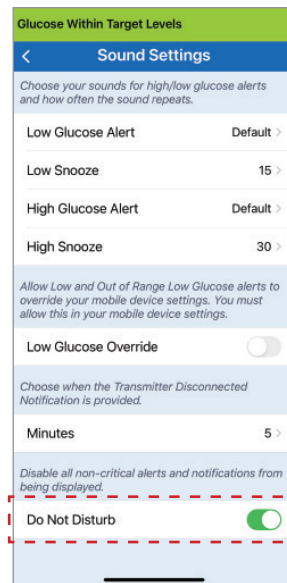 Glucose Within Target Levels
Sound Settings
Choose your sounds for high/low glucose alerts
and how often the sound repeats.
Low Glucose Alert Default >
Low Snooze 15 >
High Glucose Alert Default >
High Snooze 30 >
Allow Low and Out of Range Low Glucose alerts to
override your mobile device settings. You must
allow this in your mobile device settings.
Low Glucose Override
Choose when the Transmitter Disconnected
Notification is provided.
Minutes 5 >
Disable all non-critical alerts and notifications from
being displayed.
Do Not Disturb